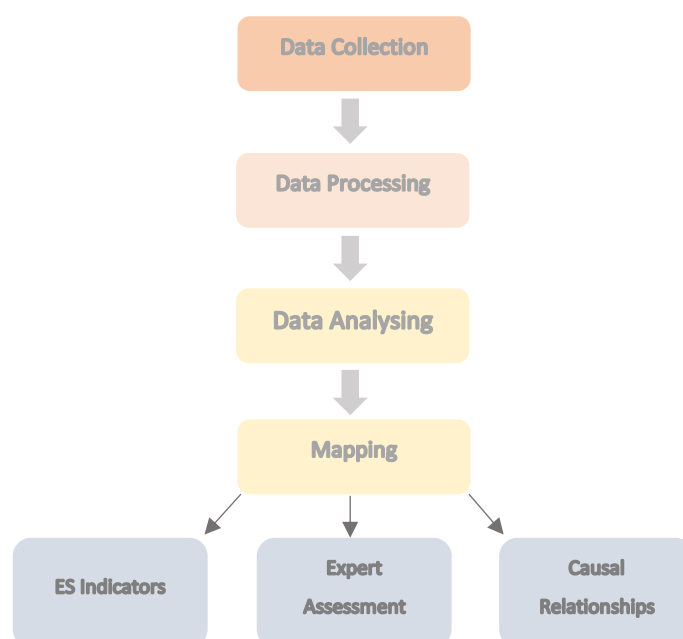 Data Collection
Data Processing
Data Analysing
Mapping
ES Indicators
Expert
Assessment
Causal
Relationships